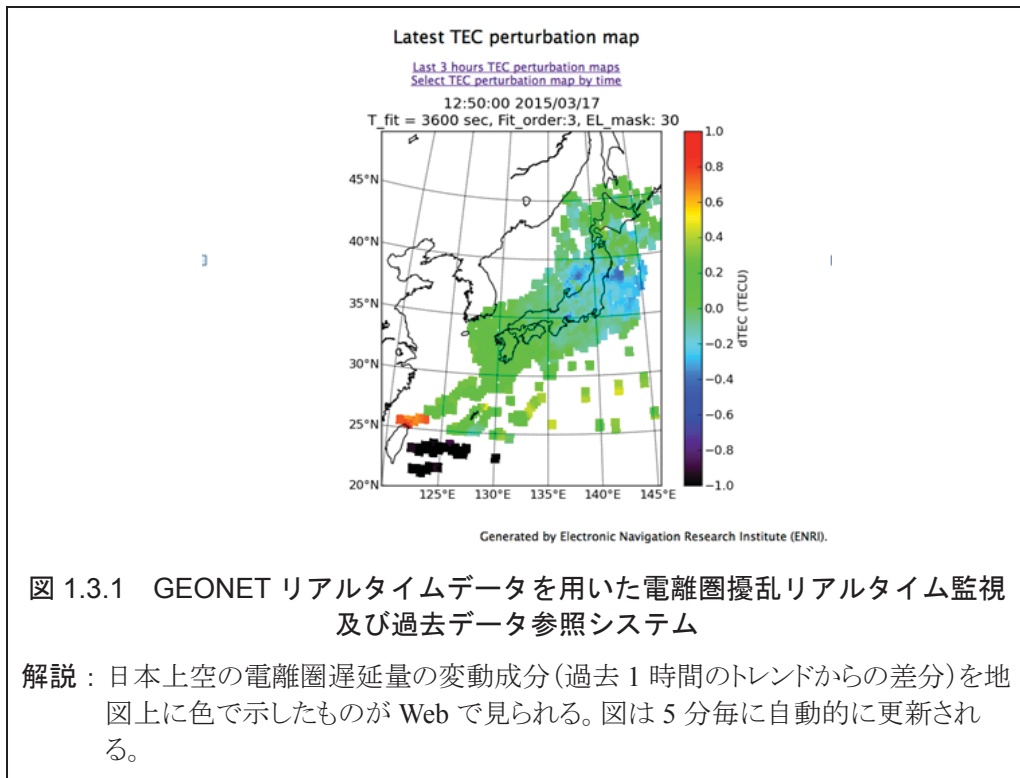 Latest TEC perturbation map
Last 3 hours TEC perturbation maps
Select TEC perturbation map by time
12:50:00 2015/03/17
T_fit = 3600 sec, Fit_order:3, EL_mask: 30
45°N
40°N
35°N
30°N
25°N
20°N
125°E 130°E 135°E 140°E 145°E
1.0
0.8
0.6
0.4
0.2
0.0
−0.2
−0.4
−0.6
−0.8
−1.0
dTEC (TECU)
Generated by Electronic Navigation Research Institute (ENRI).
図 1.3.1 GEONET リアルタイムデータを用いた電離圏擾乱リアルタイム監視
及び過去データ参照システム
解説：日本上空の電離圏遅延量の変動成分（過去 1 時間のトレンドからの差分）を地
図上に色で示したものが Web で見られる。図は 5 分毎に自動的に更新され
る。